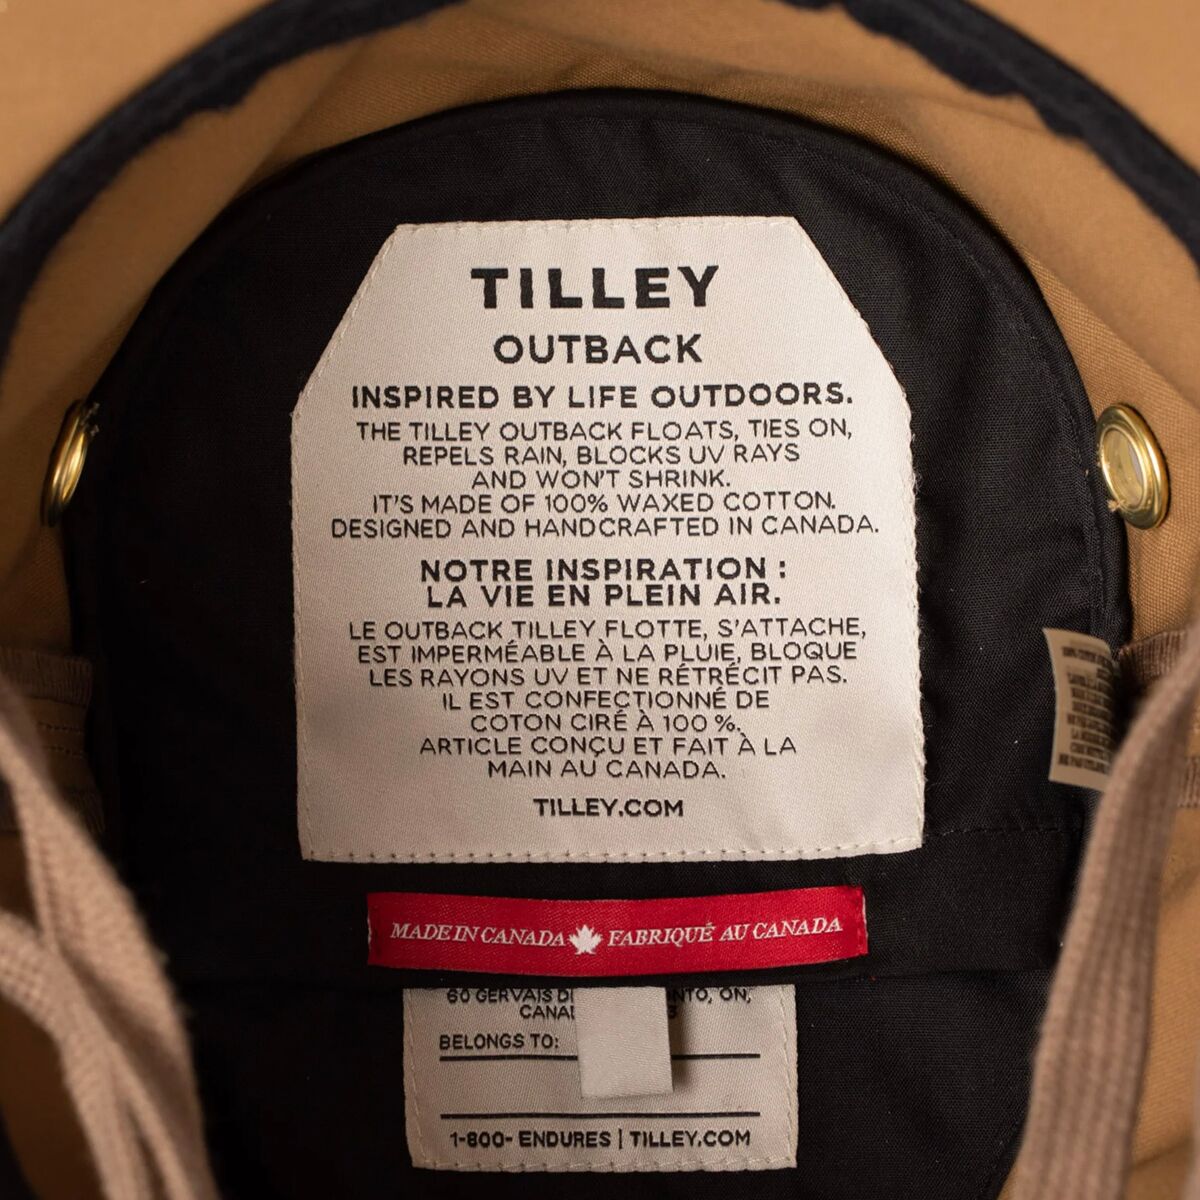 TILLEY
OUTBACK
INSPIRED BY LIFE OUTDOORS.
THE TILLEY OUTBACK FLOATS, TIES ON,
REPELS RAIN, BLOCKS UV RAYS
AND WON'T SHRINK.
IT'S MADE OF 100% WAXED COTTON.
DESIGNED AND HANDCRAFTED IN CANADA.
NOTRE INSPIRATION :
LA VIE EN PLEIN AIR.
LE OUTBACK TILLEY FLOTTE, S'ATTACHE,
EST IMPERMÉABLE À LA PLUIE, BLOQUE
LES RAYONS UV ET NE RÉTRÉCIT PAS.
IL EST CONFECTIONNÉ DE
COTON CIRÉ À 100 %.
ARTICLE CONÇU ET FAIT À LA
MAIN AU CANADA.
TILLEY.COM
MADE IN CANADA FABRIQUÉ AU CANADA
60 GERVAIS ON,
BELONGS TO:
1-800- ENDURES | TILLEY.COM
100% COTTON